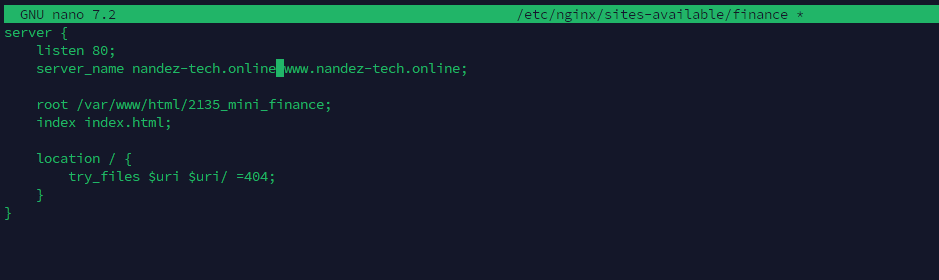 GNU nano 7.2 /etc/nginx/sites-available/finance *
server {
    listen 80;
    server_name nandez-tech.online www.nandez-tech.online;

    root /var/www/html/2135_mini_finance;
    index index.html;

    location / {
        try_files $uri $uri/ =404;
    }
}